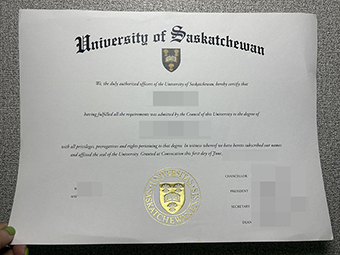 University of Saskatchewan
We, the duly authorized officers of the University of Saskatchewan, hereby certify that
having fulfilled all the requirements was admitted by the Council of this University to the degree of
with all privileges, prerogatives and rights pertaining to that degree. In witness whereof we have hereto subscribed our names
and affixed the seal of the University. Granted at Convocation this first day of June,
CHANCELLOR
PRESIDENT
SECRETARY
DEAN
UNIVERSITAS
SASKATCHEWANENSIS